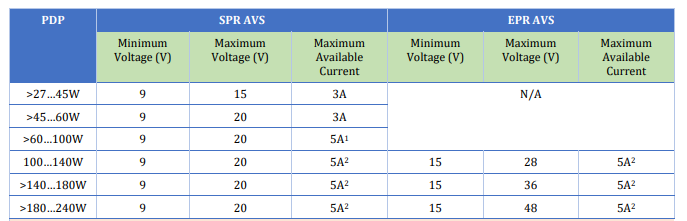 PDP SPR AVS EPR AVS
Minimum Voltage (V) Maximum Voltage (V) Maximum Available Current Minimum Voltage (V) Maximum Voltage (V) Maximum Available Current
>27…45W 9 15 3A N/A
>45…60W 9 20 3A
>60…100W 9 20 5A¹
100…140W 9 20 5A² 15 28 5A²
>140…180W 9 20 5A² 15 36 5A²
>180…240W 9 20 5A² 15 48 5A²